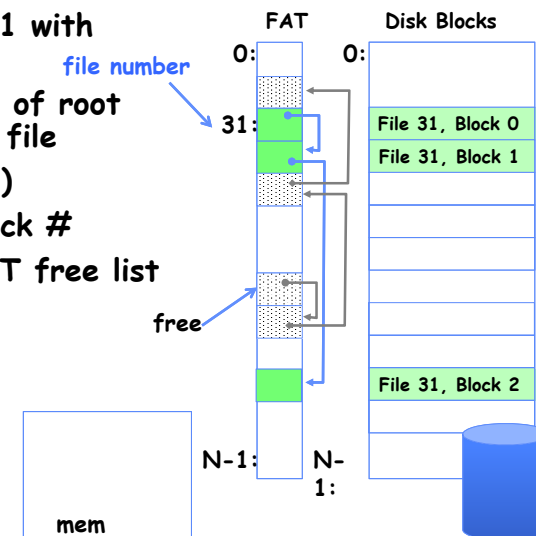 1 with
file number
of root
file
)
ck #
T free list
free
mem
FAT
0:
31:
N-1:
Disk Blocks
0:
File 31, Block 0
File 31, Block 1
File 31, Block 2
N-
1: